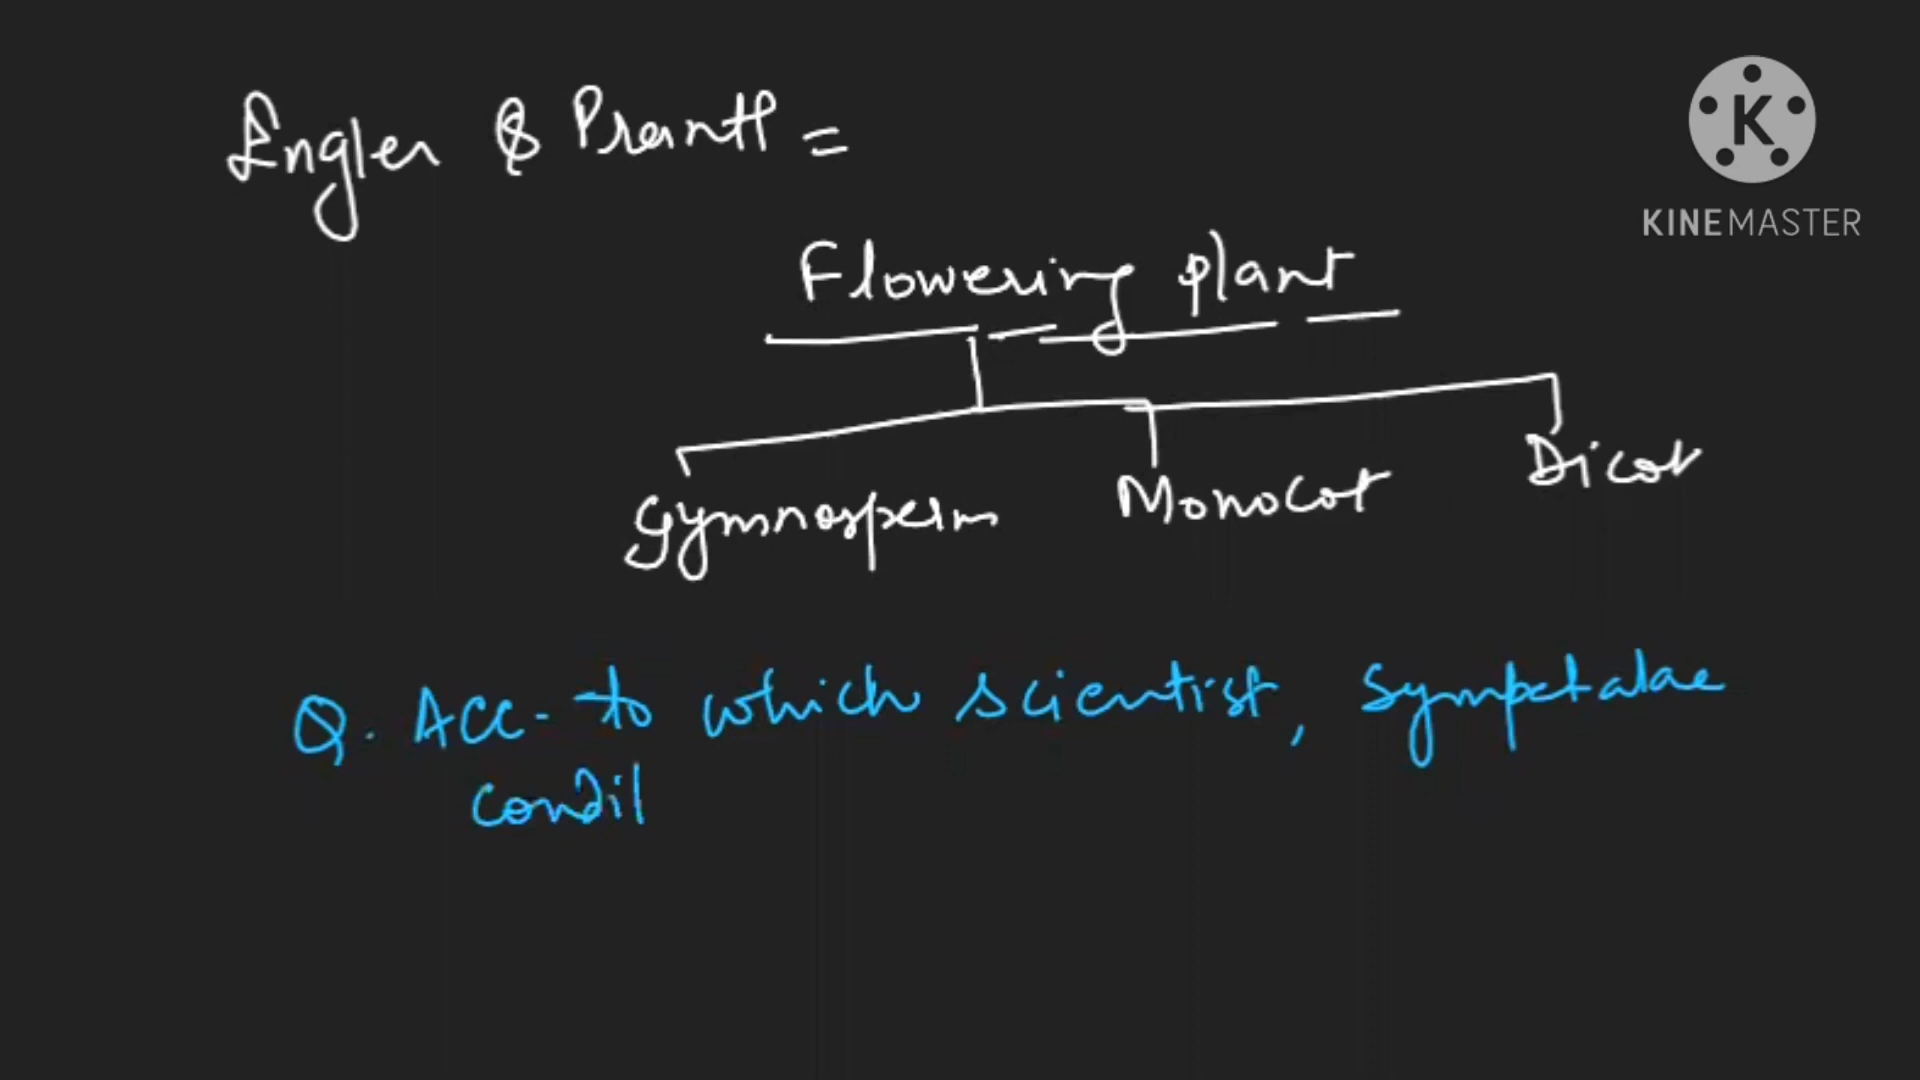 Engler & Prantl =
K
KINEMASTER
Flowering plant
Gymnosperm Monocot Dicot
Q. Acc- to which scientist, Sympetalae
condil